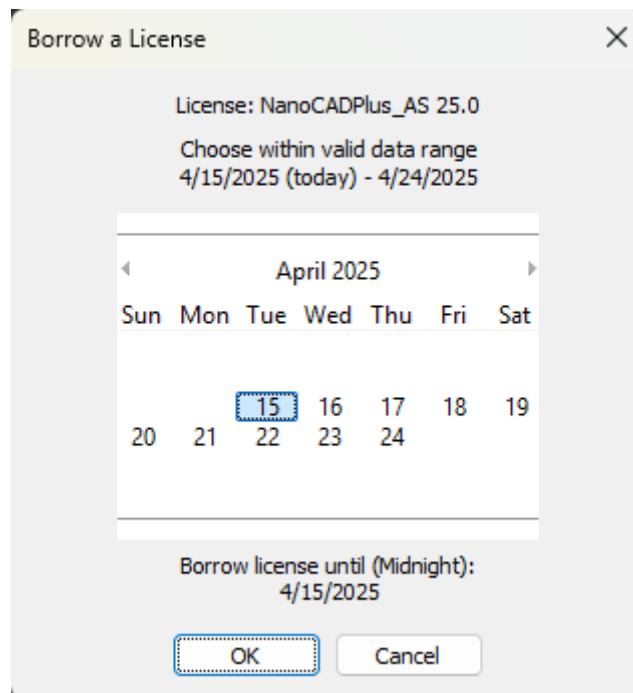 Borrow a License
License: NanoCADPlus_AS 25.0
Choose within valid data range
4/15/2025 (today) - 4/24/2025
April 2025
Sun Mon Tue Wed Thu Fri Sat
15 16 17 18 19
20 21 22 23 24
Borrow license until (Midnight):
4/15/2025
OK Cancel